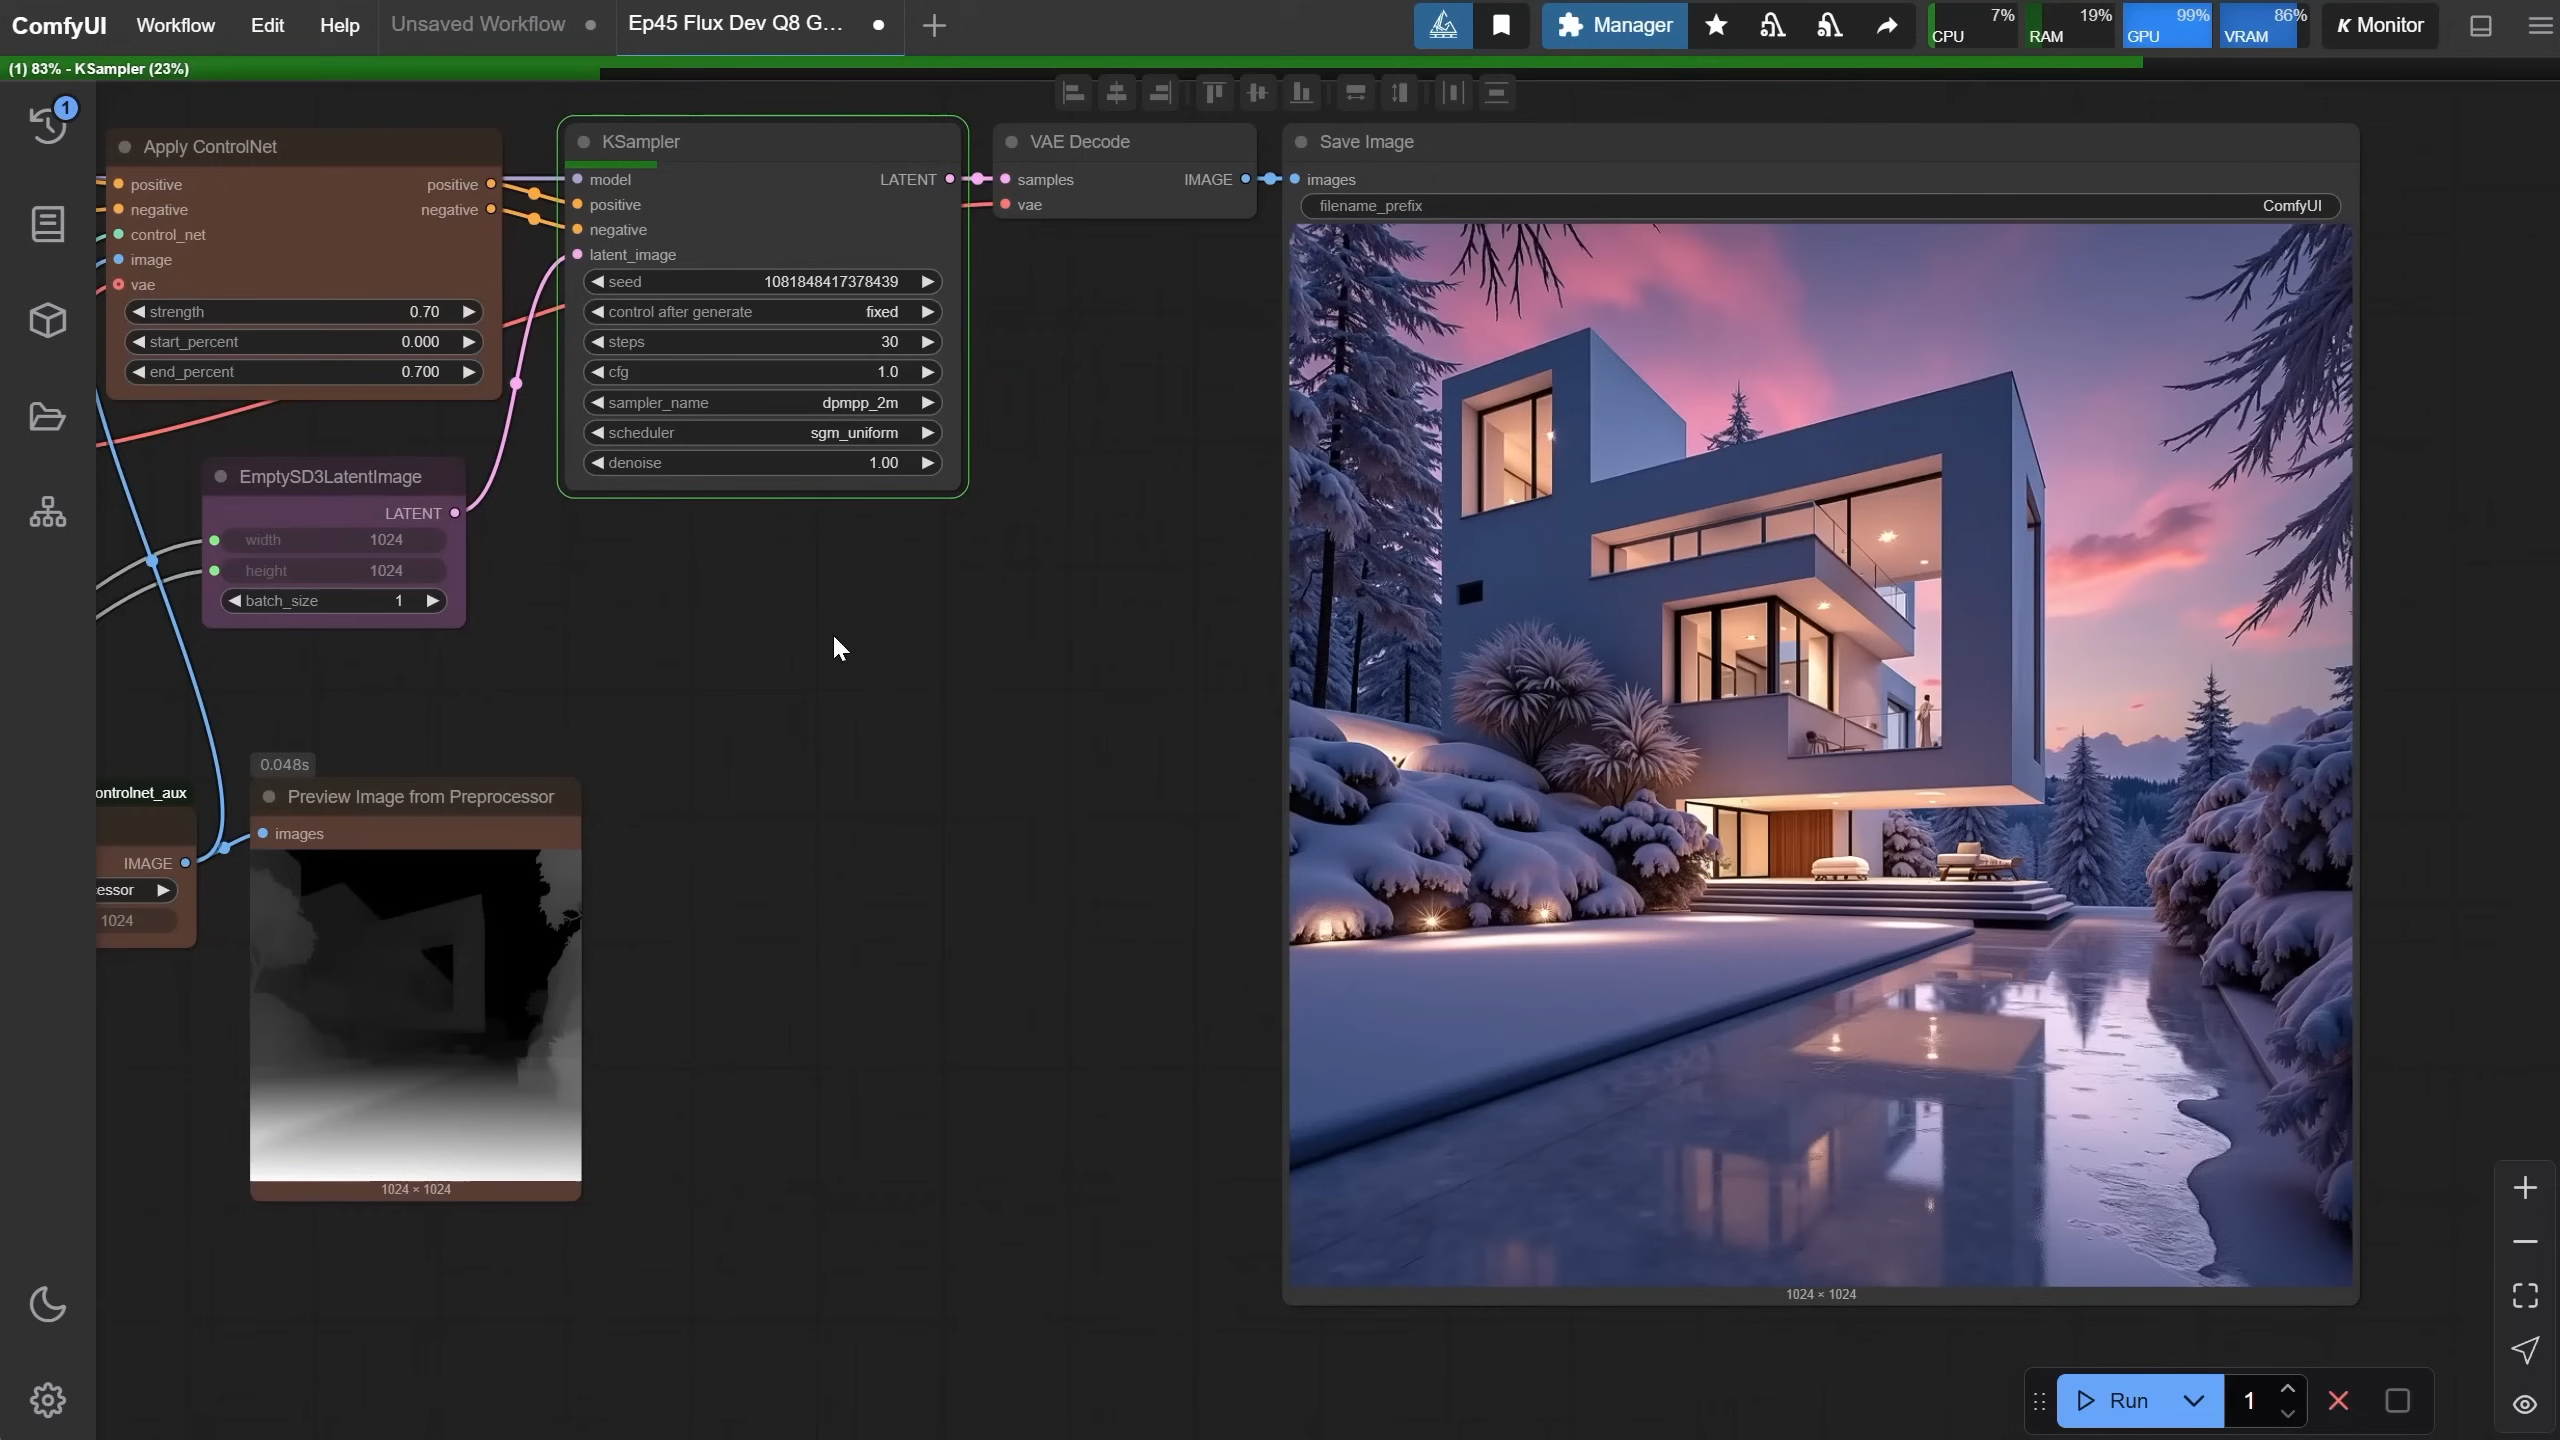 ComfyUI Workflow Edit Help Unsaved Workflow Ep45 Flux Dev Q8 G...
Manager
7% CPU
19% RAM
99% GPU
86% VRAM
K Monitor
(1) 83% - KSampler (23%)
1
Apply ControlNet
positive positive
negative negative
control_net
image
vae
strength 0.70
start_percent 0.000
end_percent 0.700
KSampler
model LATENT
positive
negative
latent_image
seed 1081848417378439
control after generate fixed
steps 30
cfg 1.0
sampler_name dpmpp_2m
scheduler sgm_uniform
denoise 1.00
VAE Decode
samples IMAGE
vae
Save Image
images
filename_prefix ComfyUI
1024 × 1024
EmptySD3LatentImage
LATENT
width 1024
height 1024
batch_size 1
ontrolnet_aux
IMAGE
essor
1024
0.048s
Preview Image from Preprocessor
images
1024 × 1024
Run 1